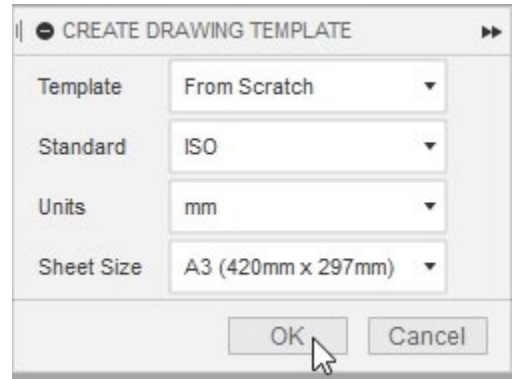 CREATE DRAWING TEMPLATE
Template From Scratch
Standard ISO
Units mm
Sheet Size A3 (420mm x 297mm)
OK Cancel